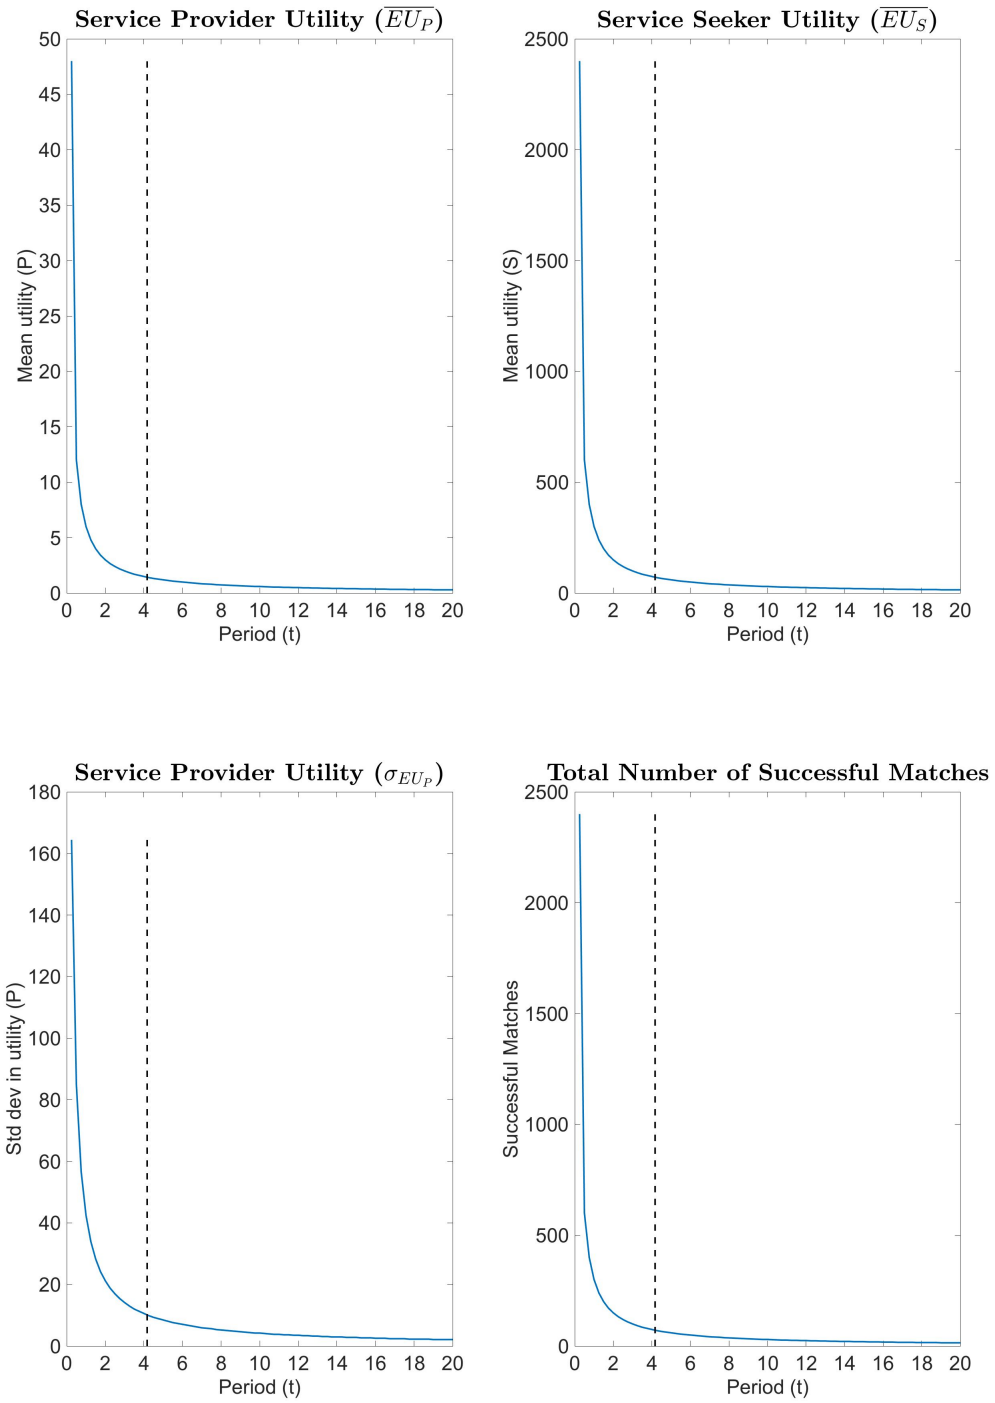 Service Provider Utility (EU_P)
50
45
40
35
30
25
20
15
10
5
0
Mean utility (P)
0 2 4 6 8 10 12 14 16 18 20
Period (t)
Service Seeker Utility (EU_S)
2500
2000
1500
1000
500
0
Mean utility (S)
0 2 4 6 8 10 12 14 16 18 20
Period (t)
Service Provider Utility (σ_EU_P)
180
160
140
120
100
80
60
40
20
0
Std dev in utility (P)
0 2 4 6 8 10 12 14 16 18 20
Period (t)
Total Number of Successful Matches
2500
2000
1500
1000
500
0
Successful Matches
0 2 4 6 8 10 12 14 16 18 20
Period (t)